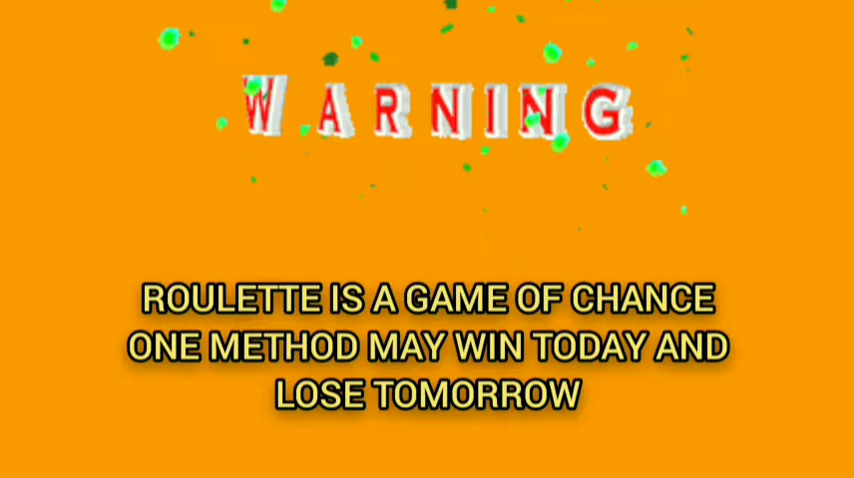 WARNING
ROULETTE IS A GAME OF CHANCE
ONE METHOD MAY WIN TODAY AND
LOSE TOMORROW